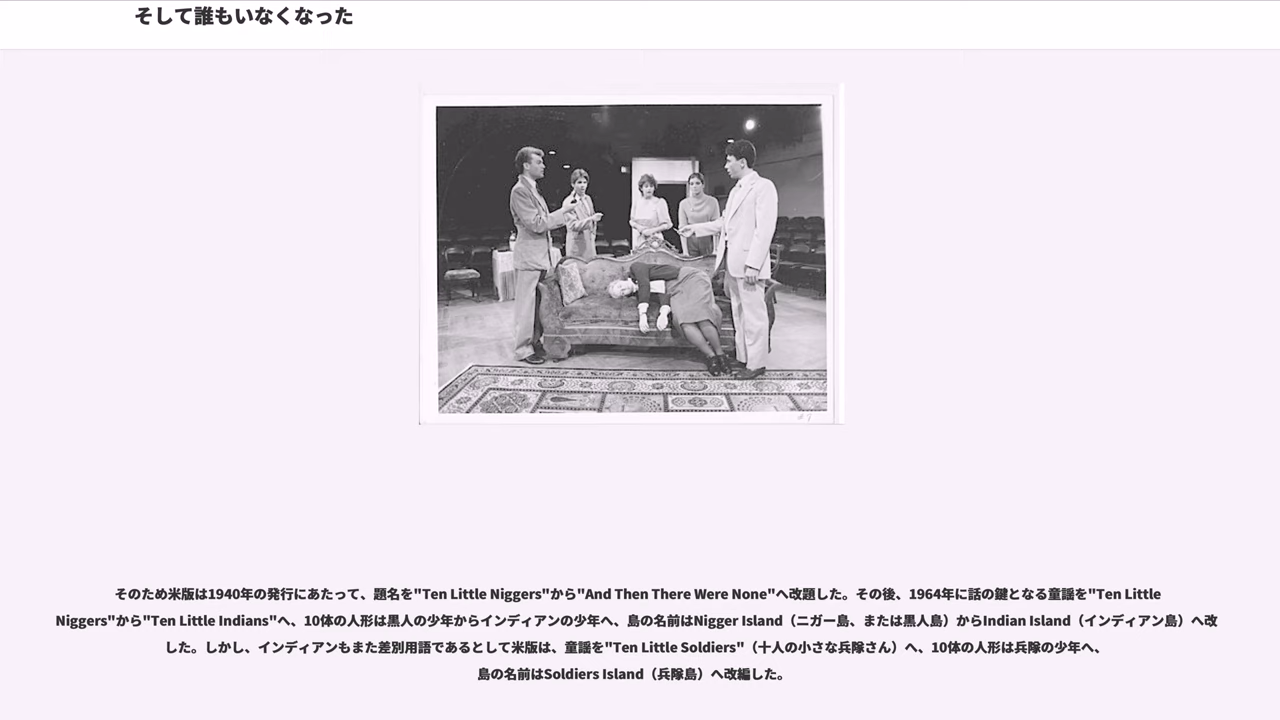 そして誰もいなくなった
そのため米版は1940年の発行にあたって、題名を"Ten Little Niggers"から"And Then There Were None"へ改題した。その後、1964年に話の鍵となる童謡を"Ten Little
Niggers"から"Ten Little Indians"へ、10体の人形は黒人の少年からインディアンの少年へ、島の名前はNigger Island（ニガー島、または黒人島）からIndian Island（インディアン島）へ改
した。しかし、インディアンもまた差別用語であるとして米版は、童謡を"Ten Little Soldiers"（十人の小さな兵隊さん）へ、10体の人形は兵隊の少年へ、
島の名前はSoldiers Island（兵隊島）へ改編した。